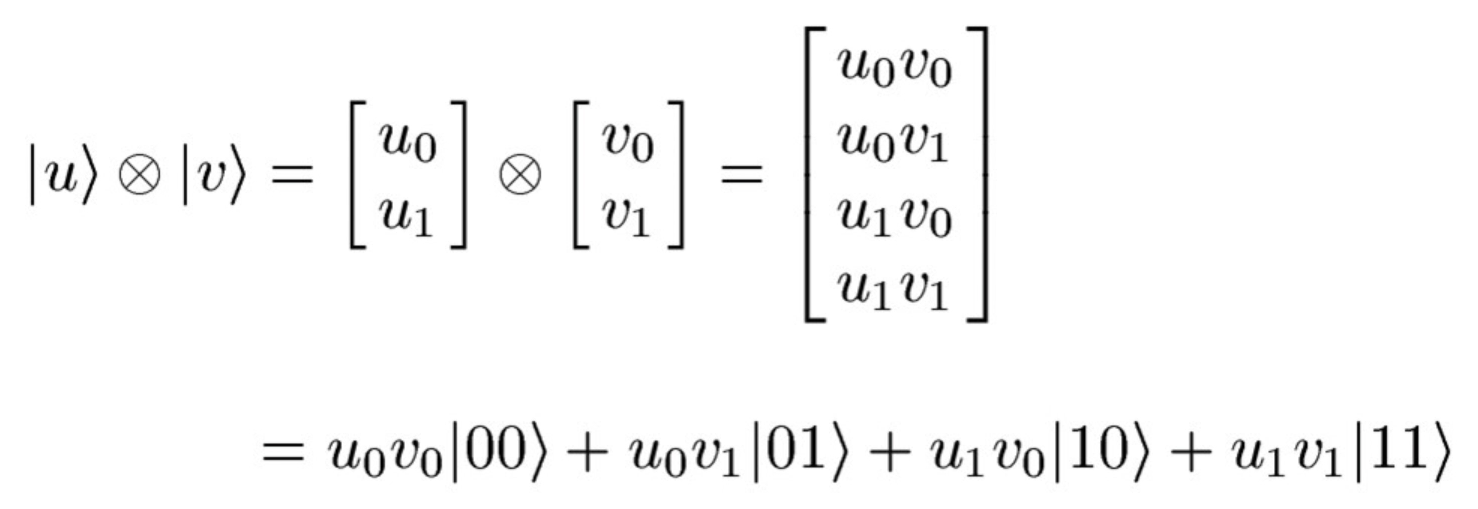 |u⟩ ⊗ |v⟩ = [u₀ u₁] ⊗ [v₀ v₁] = [u₀v₀ u₀v₁ u₁v₀ u₁v₁]
= u₀v₀|00⟩ + u₀v₁|01⟩ + u₁v₀|10⟩ + u₁v₁|11⟩